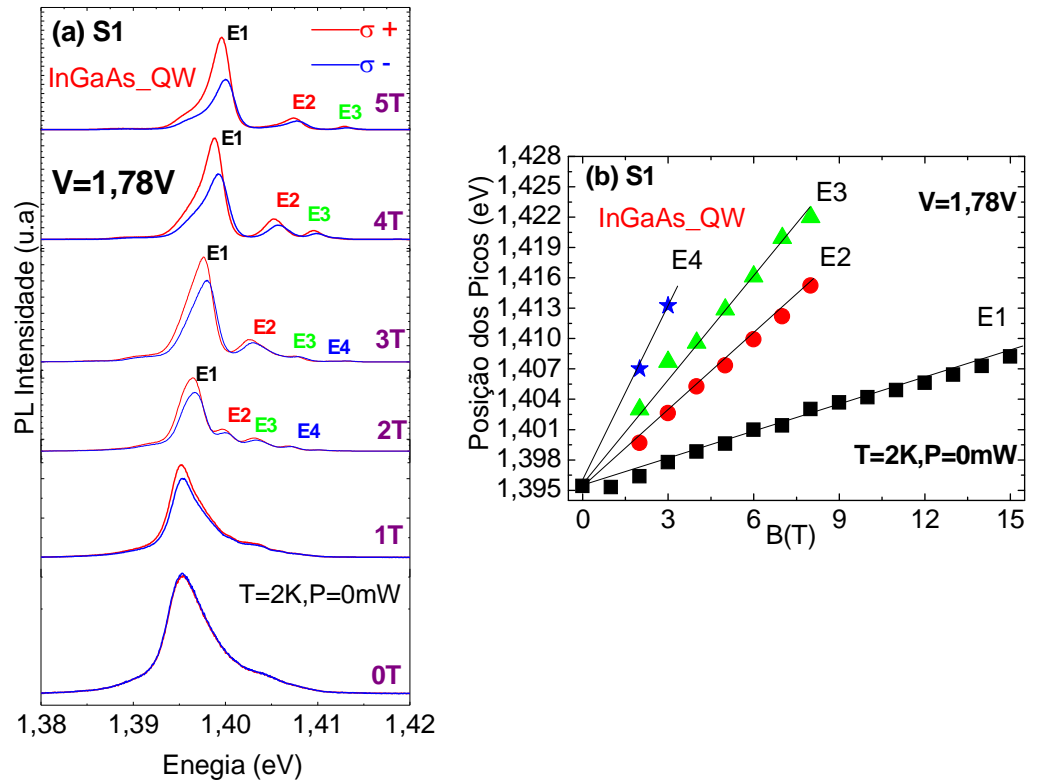 (a) S1
E1
σ +
σ -
InGaAs_QW
E2
E3
5T
E1
V=1,78V
E2
E3
4T
E1
E2
E3
E4
3T
E1
E2
E3
E4
2T
1T
T=2K,P=0mW
0T
1,38 1,39 1,40 1,41 1,42
Enegia (eV)
PL Intensidade (u.a)
(b) S1
V=1,78V
InGaAs_QW
E3
E4
E2
E1
T=2K,P=0mW
1,428
1,425
1,422
1,419
1,416
1,413
1,410
1,407
1,404
1,401
1,398
1,395
0 3 6 9 12 15
B(T)
Posição dos Picos (eV)